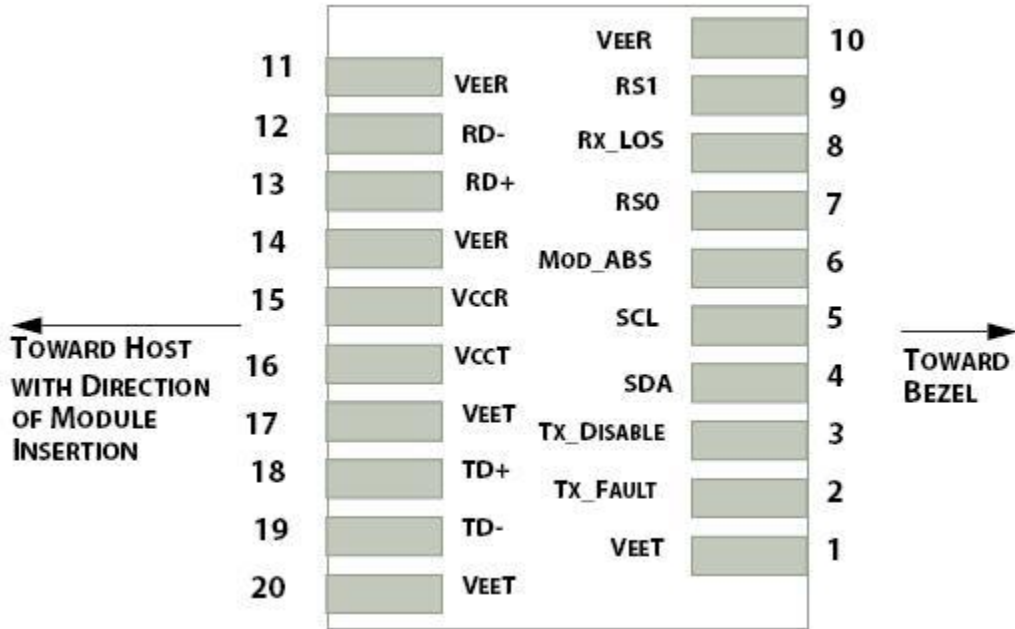 VEER 10
11 VEER
RS1 9
12 RD-
RX_LOS 8
13 RD+
RS0 7
14 VEER
MOD_ABS 6
15 VCCR
SCL 5
16 VCCT
SDA 4
17 VEET
TX_DISABLE 3
18 TD+
TX_FAULT 2
19 TD-
VEET 1
20 VEET
TOWARD HOST
WITH DIRECTION
OF MODULE
INSERTION
TOWARD
BEZEL